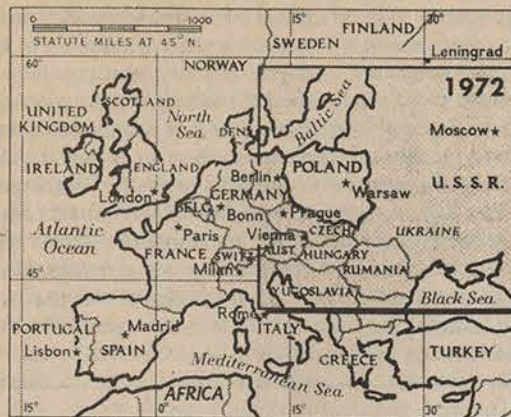 0
1000
STATUTE MILES AT 45° N.
15°
30°
FINLAND
SWEDEN
Leningrad
60°
NORWAY
1972
SCOTLAND
North
Sea
Baltic Sea
UNITED
KINGDOM
DEN.
Moscow
IRELAND
ENGLAND
POLAND
Berlin
GERMANY
London
Warsaw
U. S. S. R.
BELG.
Bonn
Prague
Atlantic
Ocean
Paris
Vienna
CZECH.
UKRAINE
FRANCE
SWITZ.
AUST.
HUNGARY
Milan
RUMANIA
45°
YUGOSLAVIA
Black Sea
Rome
ITALY
PORTUGAL
Madrid
Lisbon
SPAIN
GREECE
TURKEY
Mediterranean Sea
AFRICA
15°
0°
15°
30°